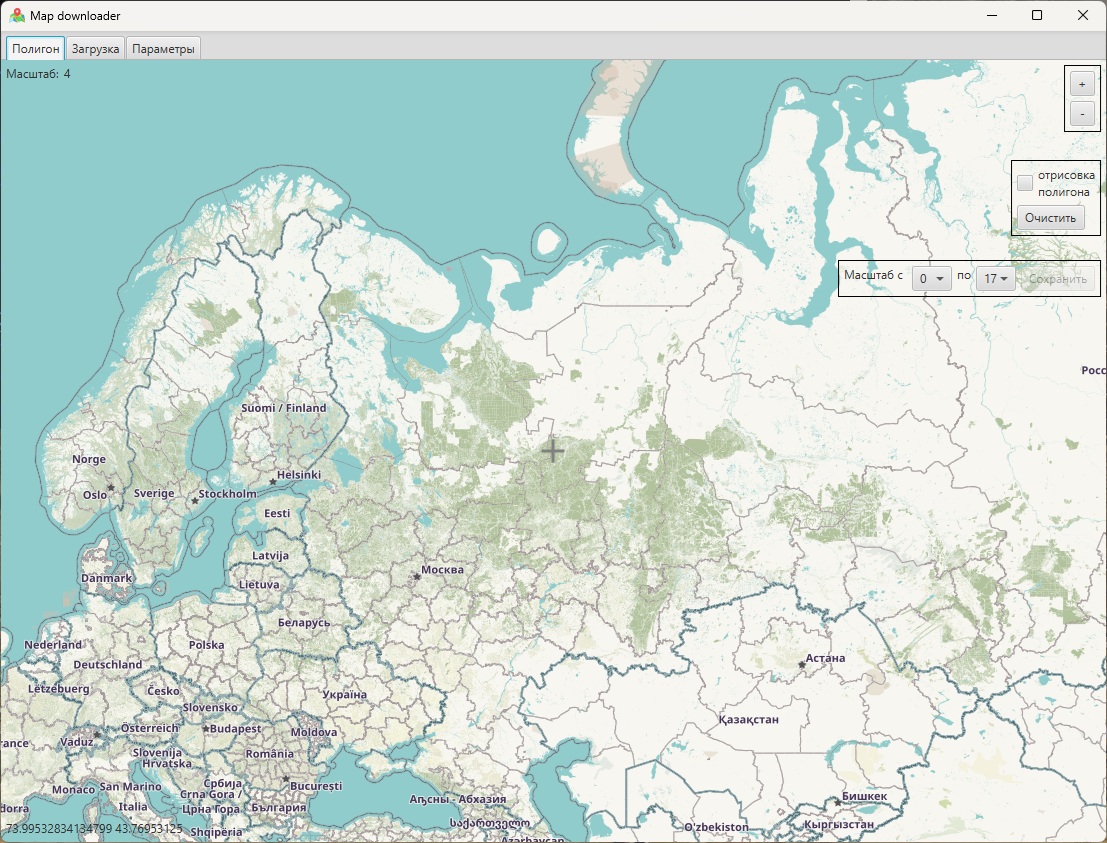 Map downloader
Полигон
Загрузка
Параметры
Масштаб: 4
+
-
отрисовка
полигона
Очистить
Масштаб с 0 по 17 Сохранить
Росс
Suomi / Finland
Norge
Helsinki
Oslo
Sverige
Stockholm
Eesti
Latvija
Danmark
Lietuva
Москва
Беларусь
Nederland
Polska
Deutschland
Астана
Lëtzebuerg
Česko
Україна
Slovensko
Қазақстан
Österreich
Budapest
Moldova
rance
Vaduz
Slovenija
Hrvatska
România
Monaco
San Marino
Србија
București
Crna Gora /
Црна Гора
Бишкек
dorra
Italia
България
Аҧсны - Абхазия
73.99532834134799 43.76953125
Shqipëria
საქართველო
O'zbekiston
Кыргызстан
Azərbaycan